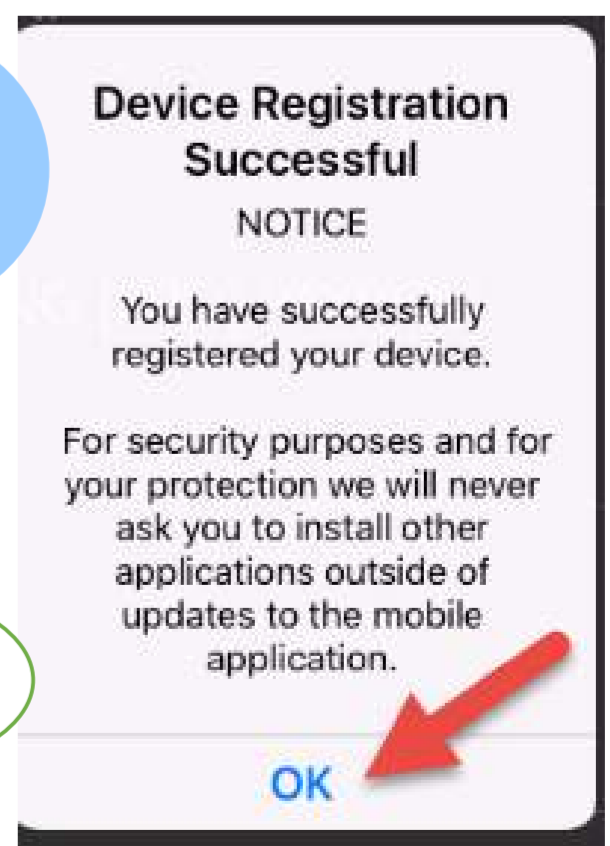 Device Registration
Successful
NOTICE
You have successfully
registered your device.
For security purposes and for
your protection we will never
ask you to install other
applications outside of
updates to the mobile
application.
OK